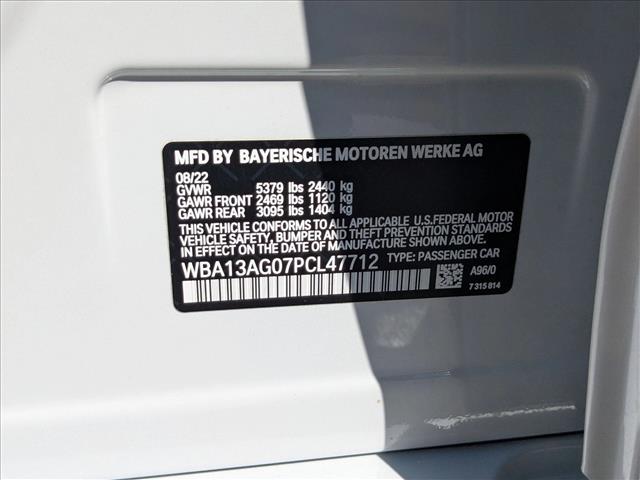 MFD BY BAYERISCHE MOTOREN WERKE AG
08/22
GVWR 5379 lbs 2440 kg
GAWR FRONT 2469 lbs 1120 kg
GAWR REAR 3095 lbs 1404 kg
THIS VEHICLE CONFORMS TO ALL APPLICABLE U.S.FEDERAL MOTOR
VEHICLE SAFETY, BUMPER AND THEFT PREVENTION STANDARDS
IN EFFECT ON THE DATE OF MANUFACTURE SHOWN ABOVE.
WBA13AG07PCL47712 TYPE: PASSENGER CAR
A96/0
7 315 814